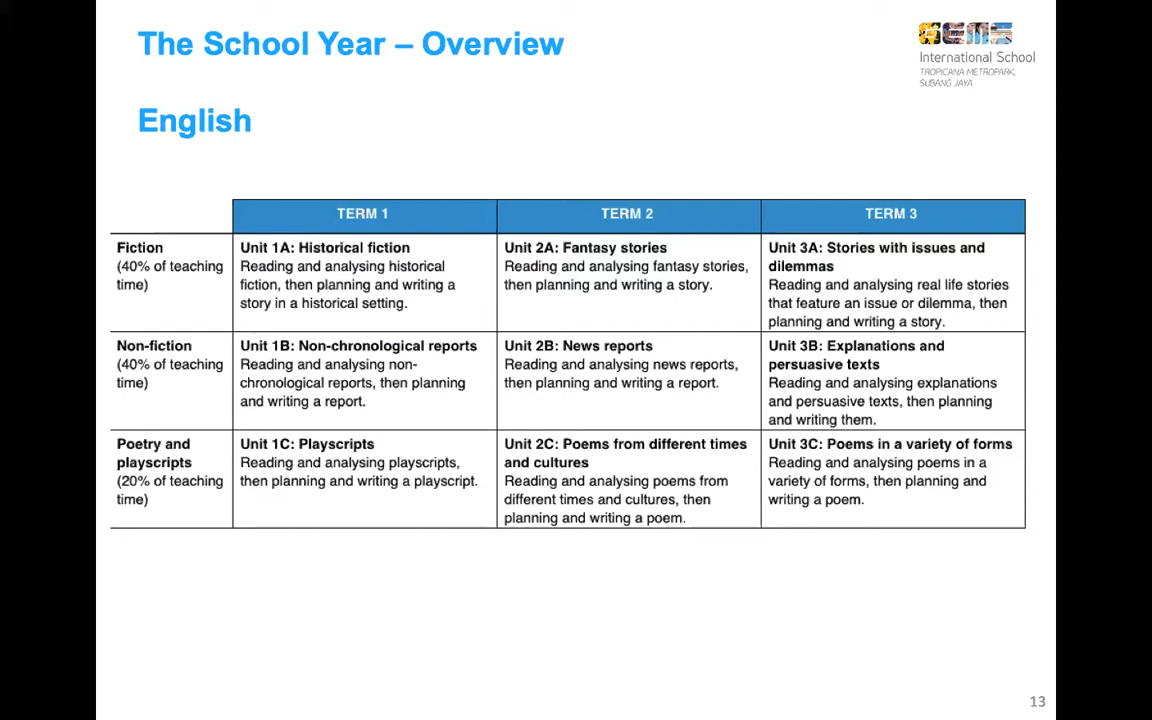 The School Year – Overview
GEMS
International School
TROPICANA METROPARK,
SUBANG JAYA
English
TERM 1
TERM 2
TERM 3
Fiction
(40% of teaching
time)
Unit 1A: Historical fiction
Reading and analysing historical
fiction, then planning and writing a
story in a historical setting.
Unit 2A: Fantasy stories
Reading and analysing fantasy stories,
then planning and writing a story.
Unit 3A: Stories with issues and
dilemmas
Reading and analysing real life stories
that feature an issue or dilemma, then
planning and writing a story.
Non-fiction
(40% of teaching
time)
Unit 1B: Non-chronological reports
Reading and analysing non-
chronological reports, then planning
and writing a report.
Unit 2B: News reports
Reading and analysing news reports,
then planning and writing a report.
Unit 3B: Explanations and
persuasive texts
Reading and analysing explanations
and persuasive texts, then planning
and writing them.
Poetry and
playscripts
(20% of teaching
time)
Unit 1C: Playscripts
Reading and analysing playscripts,
then planning and writing a playscript.
Unit 2C: Poems from different times
and cultures
Reading and analysing poems from
different times and cultures, then
planning and writing a poem.
Unit 3C: Poems in a variety of forms
Reading and analysing poems in a
variety of forms, then planning and
writing a poem.
13